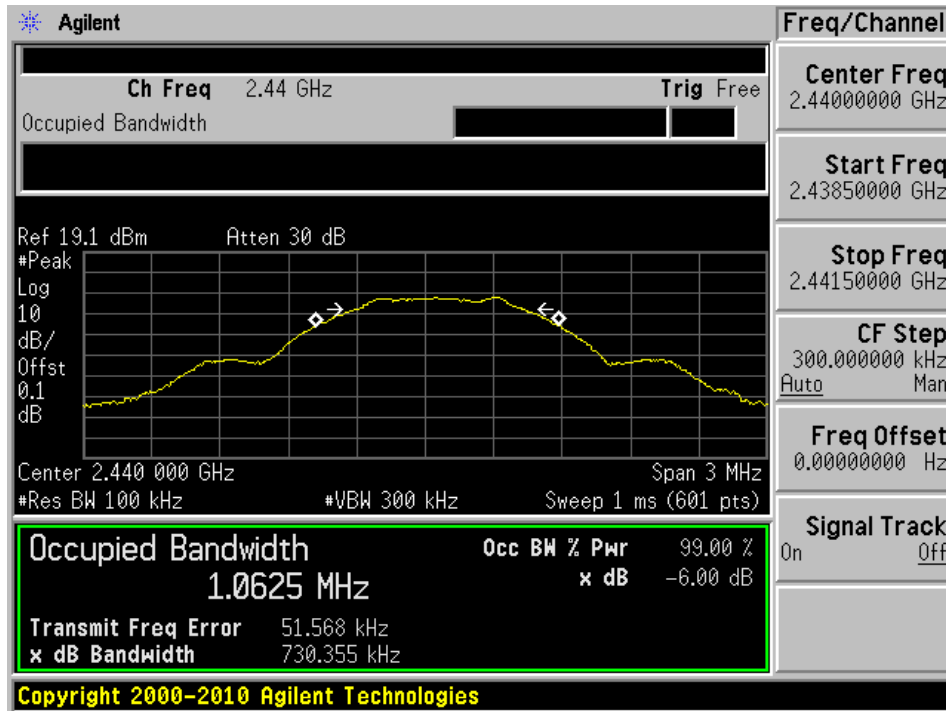 Agilent
Freq/Channel
Ch Freq 2.44 GHz Trig Free
Occupied Bandwidth
Center Freq
2.44000000 GHz
Start Freq
2.43850000 GHz
Stop Freq
2.44150000 GHz
CF Step
300.000000 kHz
Auto Man
Freq Offset
0.00000000 Hz
Signal Track
On Off
Ref 19.1 dBm Atten 30 dB
#Peak
Log
10
dB/
Offst
0.1
dB
Center 2.440 000 GHz Span 3 MHz
#Res BW 100 kHz #VBW 300 kHz Sweep 1 ms (601 pts)
Occupied Bandwidth Occ BW % Pwr 99.00 %
1.0625 MHz x dB -6.00 dB
Transmit Freq Error 51.568 kHz
x dB Bandwidth 730.355 kHz
Copyright 2000-2010 Agilent Technologies